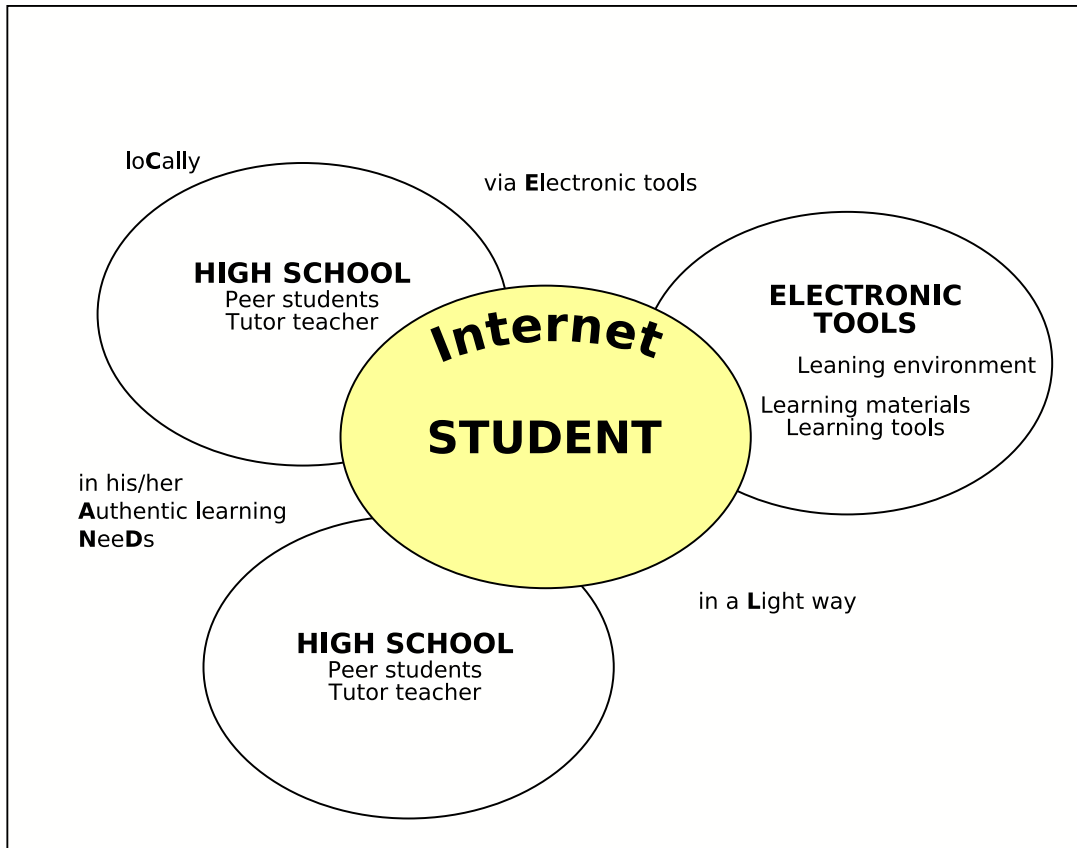 loCally
via Electronic tools
HIGH SCHOOL
Peer students
Tutor teacher
ELECTRONIC
TOOLS
Leaning environment
Learning materials
Learning tools
Internet
STUDENT
in his/her
Authentic learning
NeeDs
in a Light way
HIGH SCHOOL
Peer students
Tutor teacher